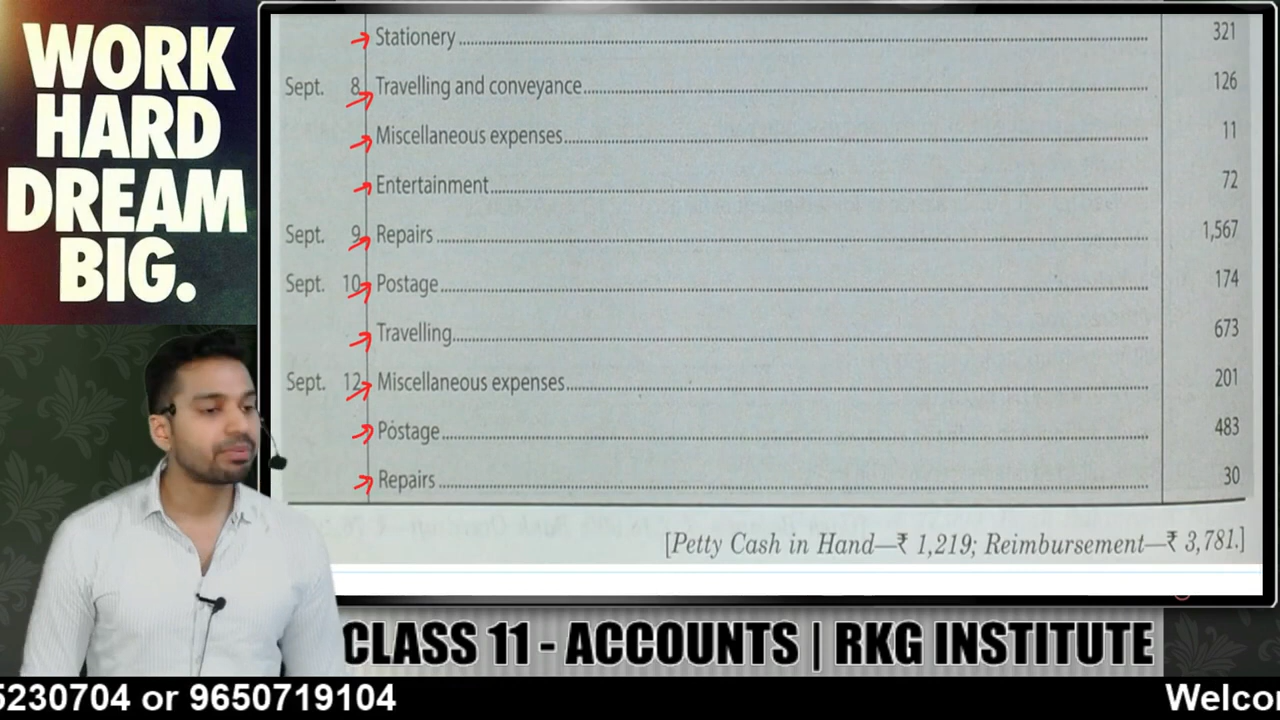 WORK
HARD
DREAM
BIG.
Stationery 321
Sept. 8 Travelling and conveyance 126
Miscellaneous expenses 11
Entertainment 72
Sept. 9 Repairs 1,567
Sept. 10 Postage 174
Travelling 673
Sept. 12 Miscellaneous expenses 201
Postage 483
Repairs 30
[Petty Cash in Hand—₹ 1,219; Reimbursement—₹ 3,781.]
CLASS 11 - ACCOUNTS | RKG INSTITUTE
5230704 or 9650719104
Welcor